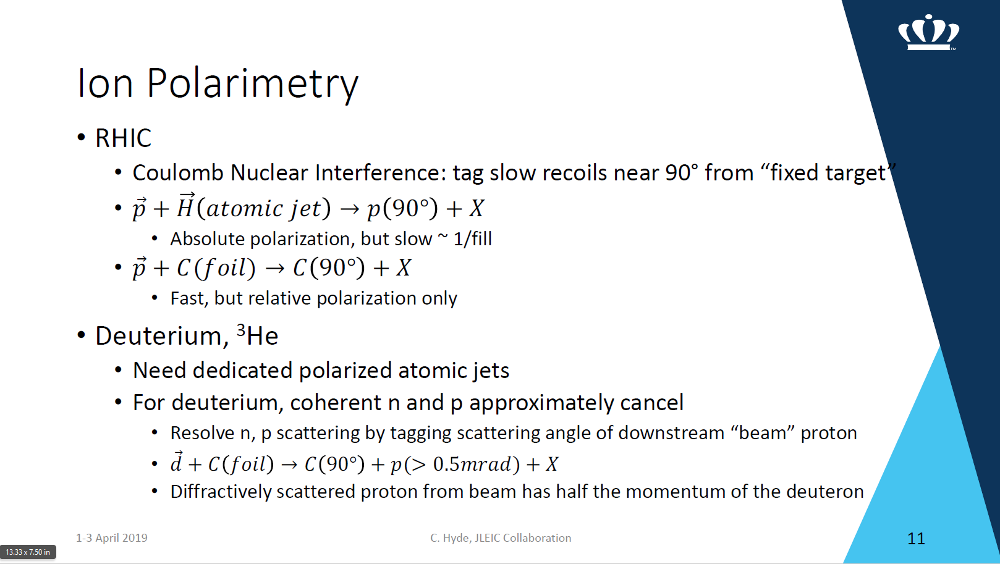 Ion Polarimetry
• RHIC
• Coulomb Nuclear Interference: tag slow recoils near 90° from “fixed target”
• $\vec{p} + \vec{H}(atomic\ jet) \rightarrow p(90°) + X$
• Absolute polarization, but slow ~ 1/fill
• $\vec{p} + C(foil) \rightarrow C(90°) + X$
• Fast, but relative polarization only
• Deuterium, ³He
• Need dedicated polarized atomic jets
• For deuterium, coherent n and p approximately cancel
• Resolve n, p scattering by tagging scattering angle of downstream “beam” proton
• $\vec{d} + C(foil) \rightarrow C(90°) + p(> 0.5mrad) + X$
• Diffractively scattered proton from beam has half the momentum of the deuteron
1-3 April 2019
C. Hyde, JLEIC Collaboration
11
13.33 x 7.50 in
TM